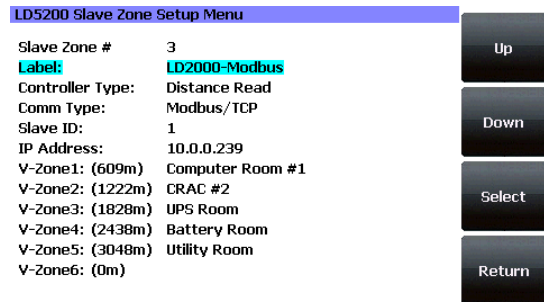 LD5200 Slave Zone Setup Menu
Slave Zone # 3
Label: LD2000-Modbus
Controller Type: Distance Read
Comm Type: Modbus/TCP
Slave ID: 1
IP Address: 10.0.0.239
V-Zone1: (609m) Computer Room #1
V-Zone2: (1222m) CRAC #2
V-Zone3: (1828m) UPS Room
V-Zone4: (2438m) Battery Room
V-Zone5: (3048m) Utility Room
V-Zone6: (0m)
Up
Down
Select
Return